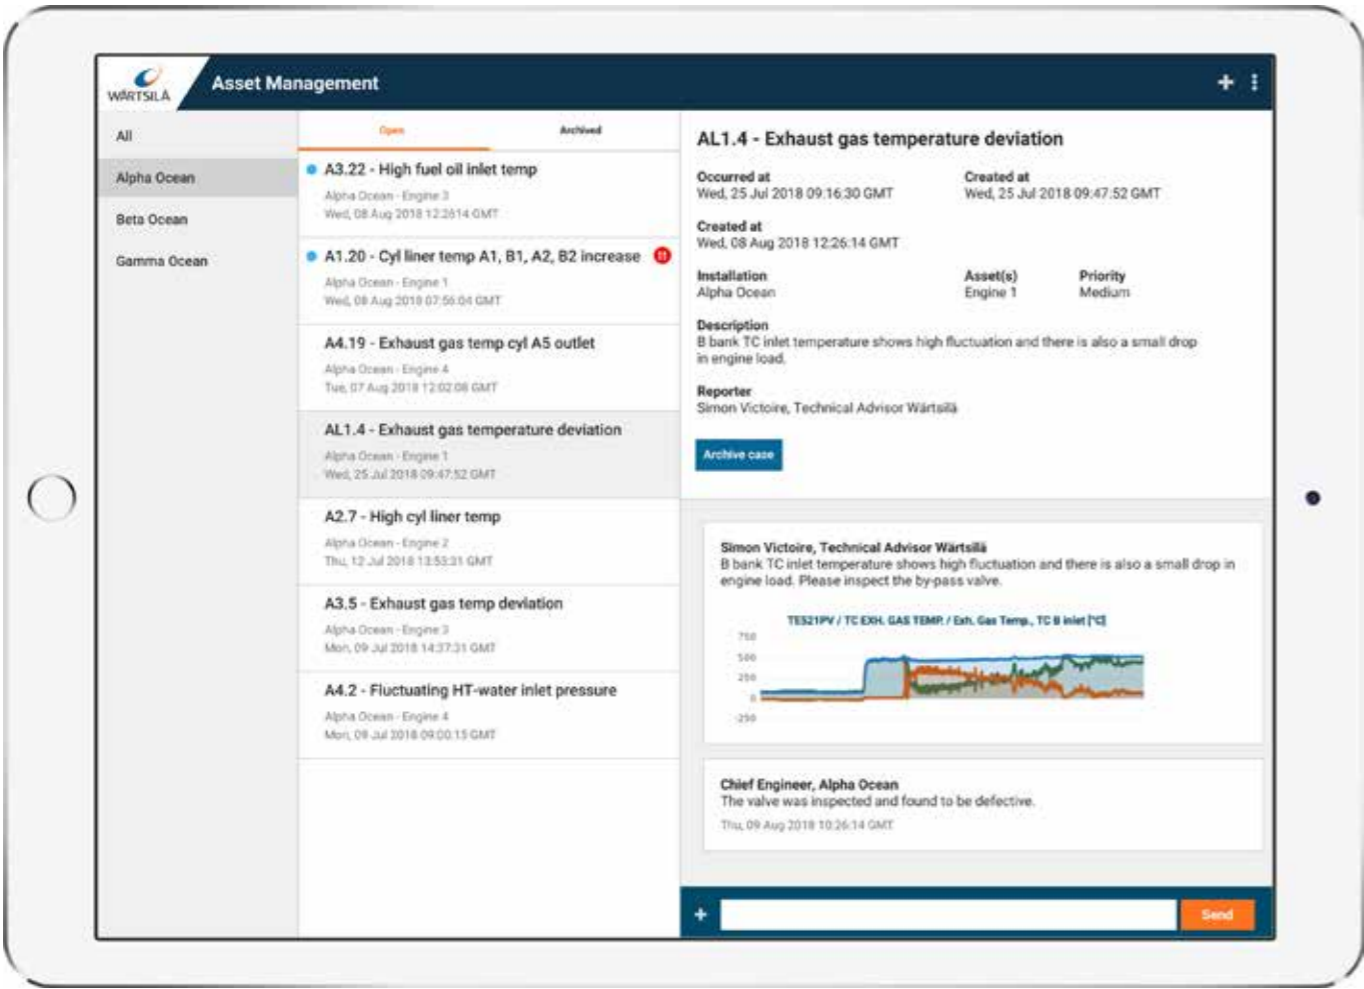 WÄRTSILÄ
Asset Management
All
Alpha Ocean
Beta Ocean
Gamma Ocean
Open
Archived
A3.22 - High fuel oil inlet temp
Alpha Ocean - Engine 3
Wed, 08 Aug 2018 12:2614 GMT
A1.20 - Cyl liner temp A1, B1, A2, B2 increase
Alpha Ocean - Engine 1
Wed, 08 Aug 2018 07:56:04 GMT
A4.19 - Exhaust gas temp cyl A5 outlet
Alpha Ocean - Engine 4
Tue, 07 Aug 2018 12:02:08 GMT
AL1.4 - Exhaust gas temperature deviation
Alpha Ocean - Engine 1
Wed, 25 Jul 2018 09:47:52 GMT
A2.7 - High cyl liner temp
Alpha Ocean - Engine 2
Thu, 12 Jul 2018 13:53:31 GMT
A3.5 - Exhaust gas temp deviation
Alpha Ocean - Engine 3
Mon, 09 Jul 2018 14:37:31 GMT
A4.2 - Fluctuating HT-water inlet pressure
Alpha Ocean - Engine 4
Mon, 09 Jul 2018 09:00:15 GMT
AL1.4 - Exhaust gas temperature deviation
Occurred at
Wed, 25 Jul 2018 09:16:30 GMT
Created at
Wed, 25 Jul 2018 09:47:52 GMT
Created at
Wed, 08 Aug 2018 12:26:14 GMT
Installation
Alpha Ocean
Asset(s)
Engine 1
Priority
Medium
Description
B bank TC inlet temperature shows high fluctuation and there is also a small drop
in engine load.
Reporter
Simon Victoire, Technical Advisor Wärtsilä
Archive case
Simon Victoire, Technical Advisor Wärtsilä
B bank TC inlet temperature shows high fluctuation and there is also a small drop in
engine load. Please inspect the by-pass valve.
TE521PV / TC EXH. GAS TEMP. / Exh. Gas Temp., TC B inlet [°C]
750
500
250
0
-250
Chief Engineer, Alpha Ocean
The valve was inspected and found to be defective.
Thu, 09 Aug 2018 10:26:14 GMT
Send